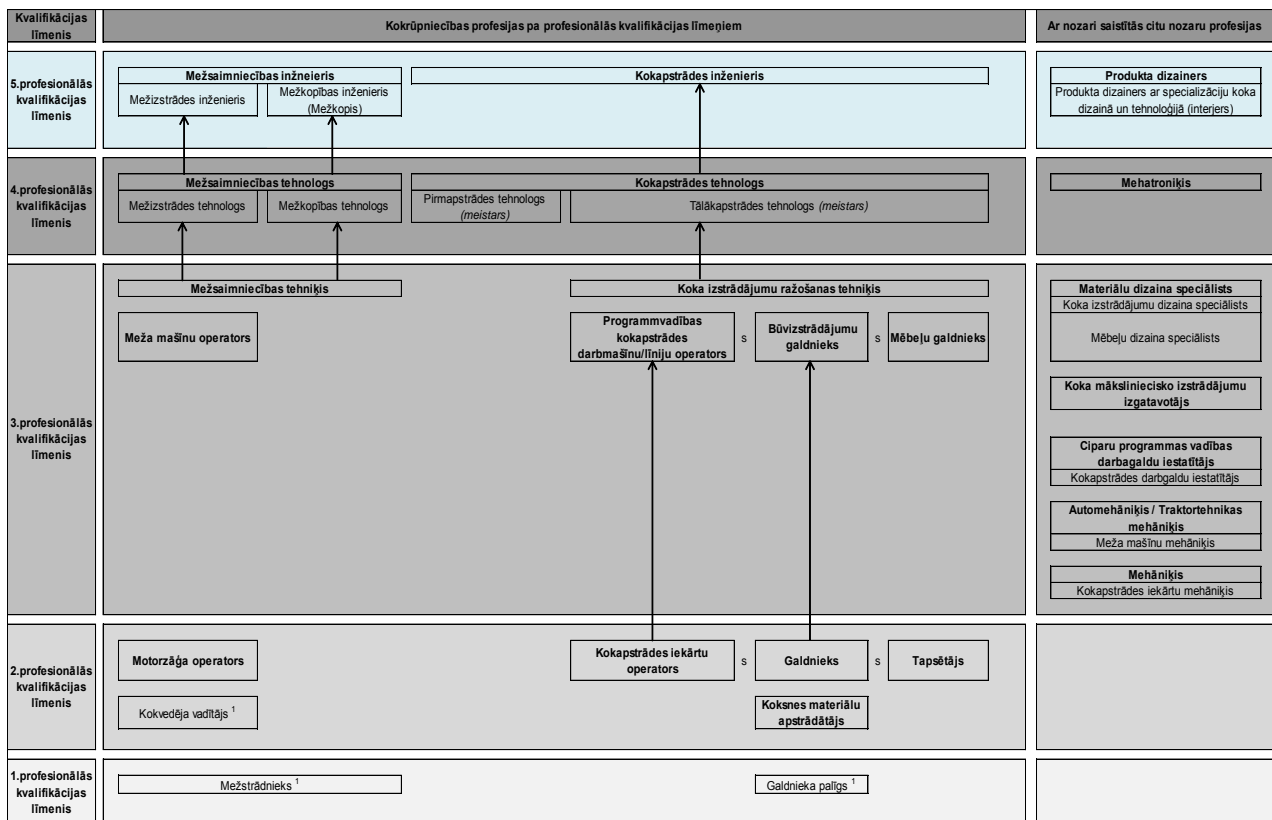 Kvalifikācijas
līmenis
Kokrūpniecības profesijas pa profesionālās kvalifikācijas līmeņiem
Ar nozari saistītās citu nozaru profesijas
5.profesionālās
kvalifikācijas
līmenis
Mežsaimniecības inžneieris
Mežizstrādes inženieris
Mežkopības inženieris
(Mežkopis)
Kokapstrādes inženieris
Produkta dizainers
Produkta dizainers ar specializāciju koka
dizainā un tehnoloģijā (interjers)
4.profesionālās
kvalifikācijas
līmenis
Mežsaimniecības tehnologs
Mežizstrādes tehnologs
Mežkopības tehnologs
Kokapstrādes tehnologs
Pirmapstrādes tehnologs
(meistars)
Tālākapstrādes tehnologs (meistars)
Mehatroniķis
3.profesionālās
kvalifikācijas
līmenis
Mežsaimniecības tehniķis
Koka izstrādājumu ražošanas tehniķis
Meža mašīnu operators
Programmvadības
kokapstrādes
darbmašīnu/līniju operators
s
Būvizstrādājumu
galdnieks
s
Mēbeļu galdnieks
Materiālu dizaina speciālists
Koka izstrādājumu dizaina speciālists
Mēbeļu dizaina speciālists
Koka māksliniecisko izstrādājumu
izgatavotājs
Ciparu programmas vadības
darbagaldu iestatītājs
Kokapstrādes darbgaldu iestatītājs
Automehāniķis / Traktortehnikas
mehāniķis
Meža mašīnu mehāniķis
Mehāniķis
Kokapstrādes iekārtu mehāniķis
2.profesionālās
kvalifikācijas
līmenis
Motorzāģa operators
Kokvedēja vadītājs 1
Kokapstrādes iekārtu
operators
s
Galdnieks
s
Tapsētājs
Koksnes materiālu
apstrādātājs
1.profesionālās
kvalifikācijas
līmenis
Mežstrādnieks 1
Galdnieka palīgs 1